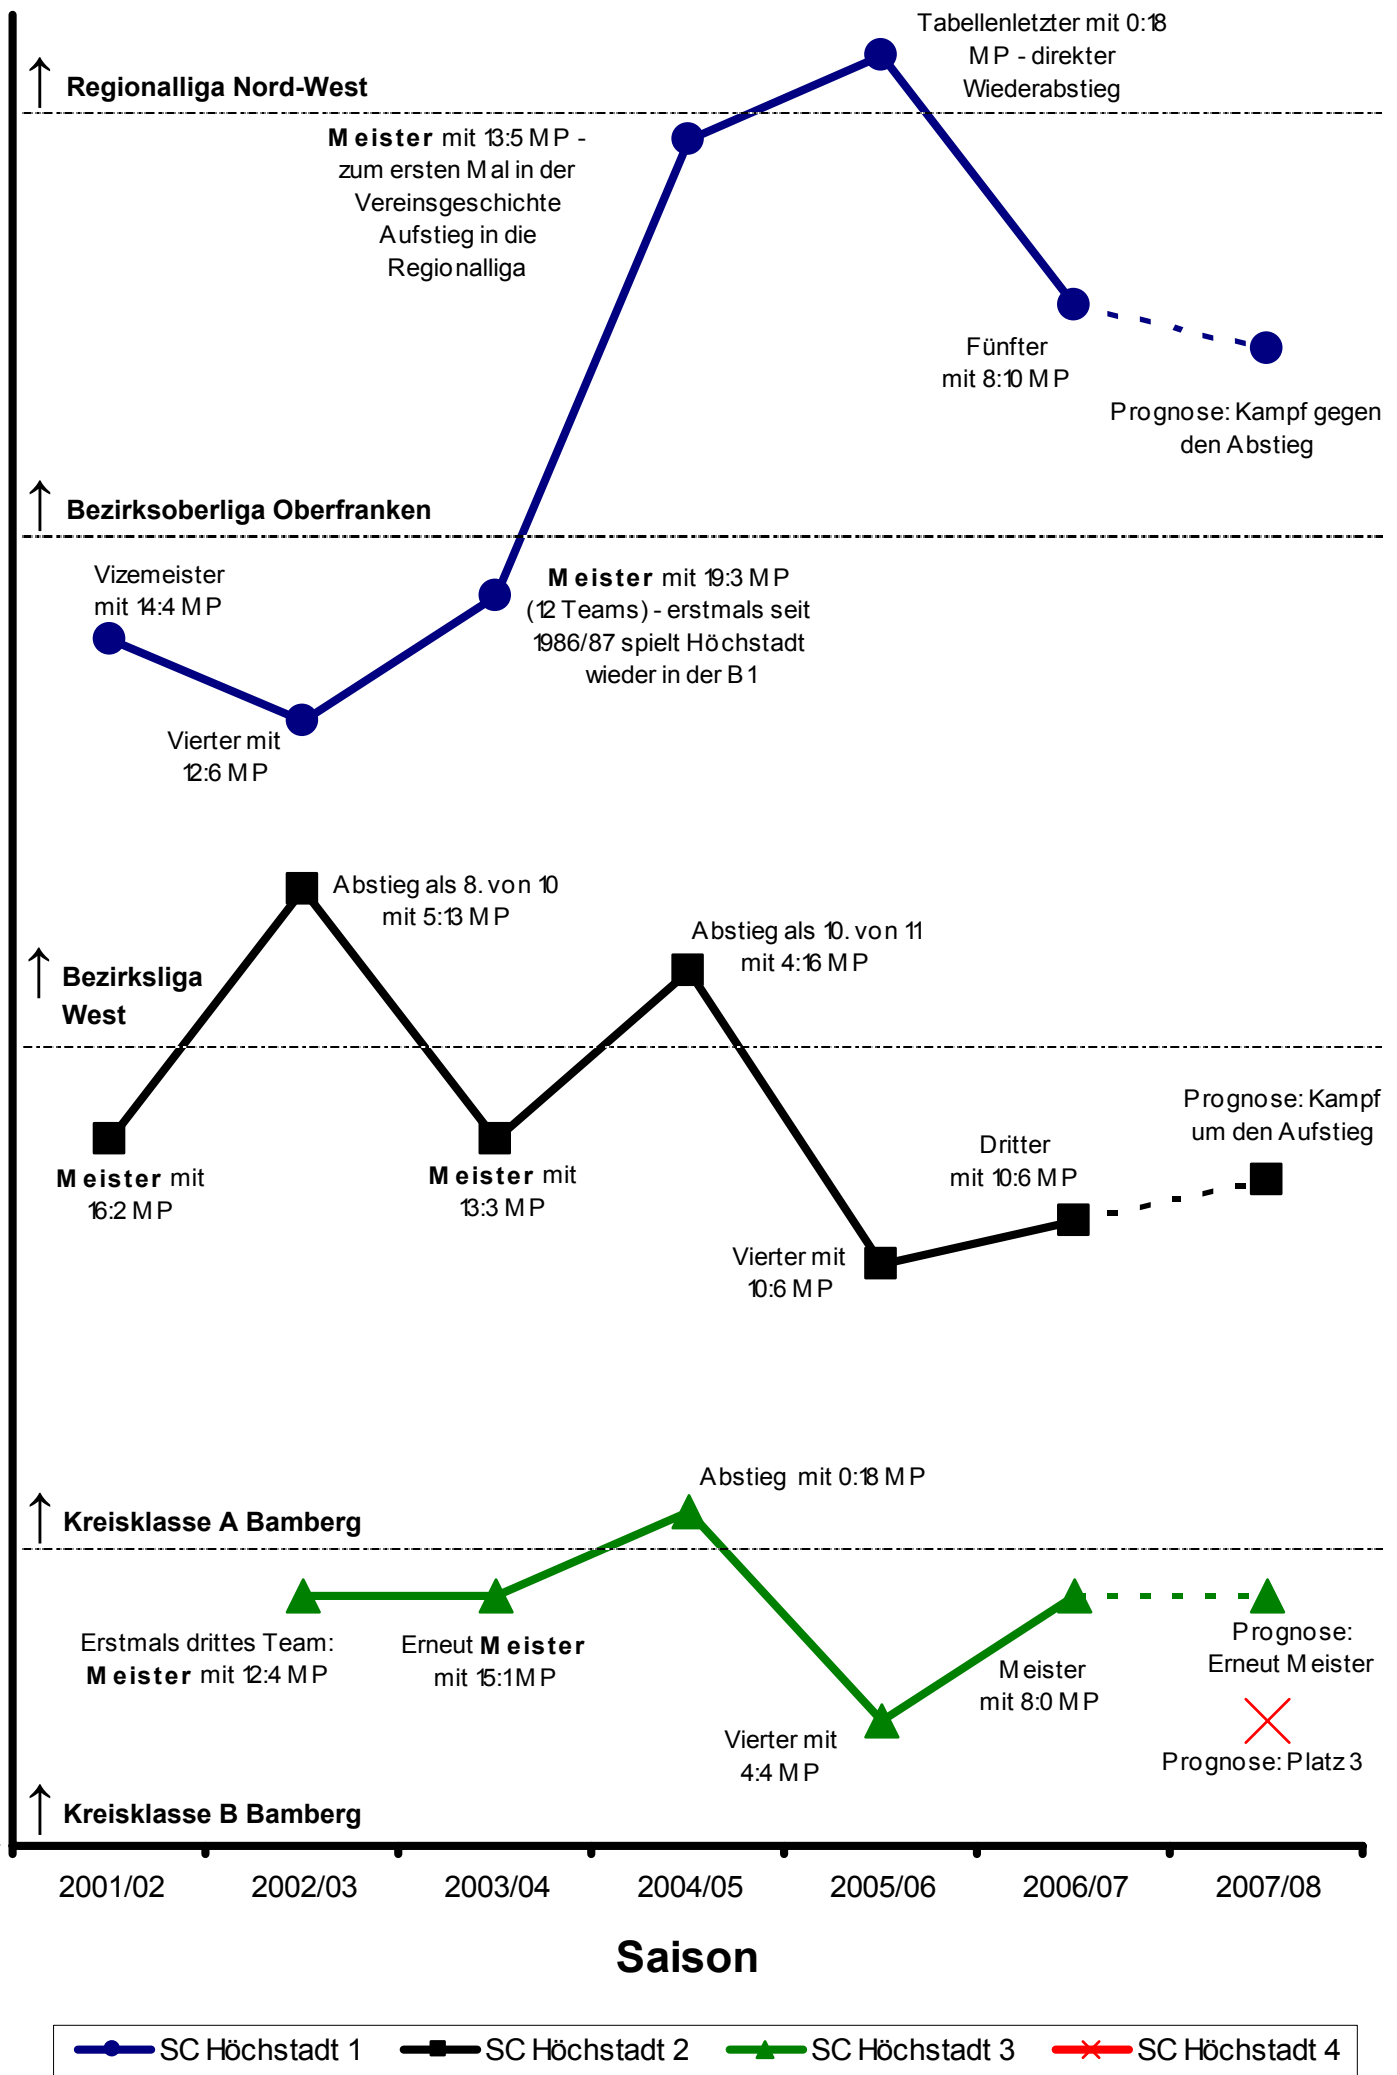 Tabellenletzter mit 0:18
MP - direkter
Wiederabstieg
↑ Regionalliga Nord-West
Meister mit 13:5 MP -
zum ersten Mal in der
Vereinsgeschichte
Aufstieg in die
Regionalliga
Fünfter
mit 8:10 MP
Prognose: Kampf gegen
den Abstieg
↑ Bezirksoberliga Oberfranken
Vizemeister
mit 14:4 MP
Meister mit 19:3 MP
(12 Teams) - erstmals seit
1986/87 spielt Höchstadt
wieder in der B1
Vierter mit
12:6 MP
Abstieg als 8. von 10
mit 5:13 MP
Abstieg als 10. von 11
mit 4:16 MP
↑ Bezirksliga
West
Meister mit
16:2 MP
Meister mit
13:3 MP
Vierter mit
10:6 MP
Dritter
mit 10:6 MP
Prognose: Kampf
um den Aufstieg
Abstieg mit 0:18 MP
↑ Kreisklasse A Bamberg
Erstmals drittes Team:
Meister mit 12:4 MP
Erneut Meister
mit 15:1 MP
Vierter mit
4:4 MP
Meister
mit 8:0 MP
Prognose:
Erneut Meister
Prognose: Platz 3
↑ Kreisklasse B Bamberg
2001/02 2002/03 2003/04 2004/05 2005/06 2006/07 2007/08
Saison
SC Höchstadt 1 SC Höchstadt 2 SC Höchstadt 3 SC Höchstadt 4